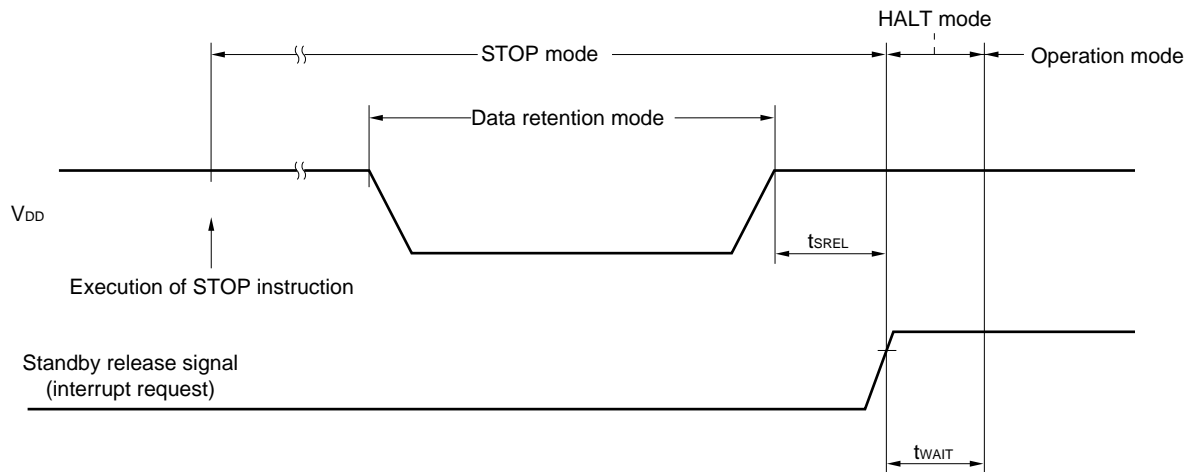 HALT mode
STOP mode
Operation mode
Data retention mode
VDD
tSREL
Execution of STOP instruction
Standby release signal
(interrupt request)
tWAIT